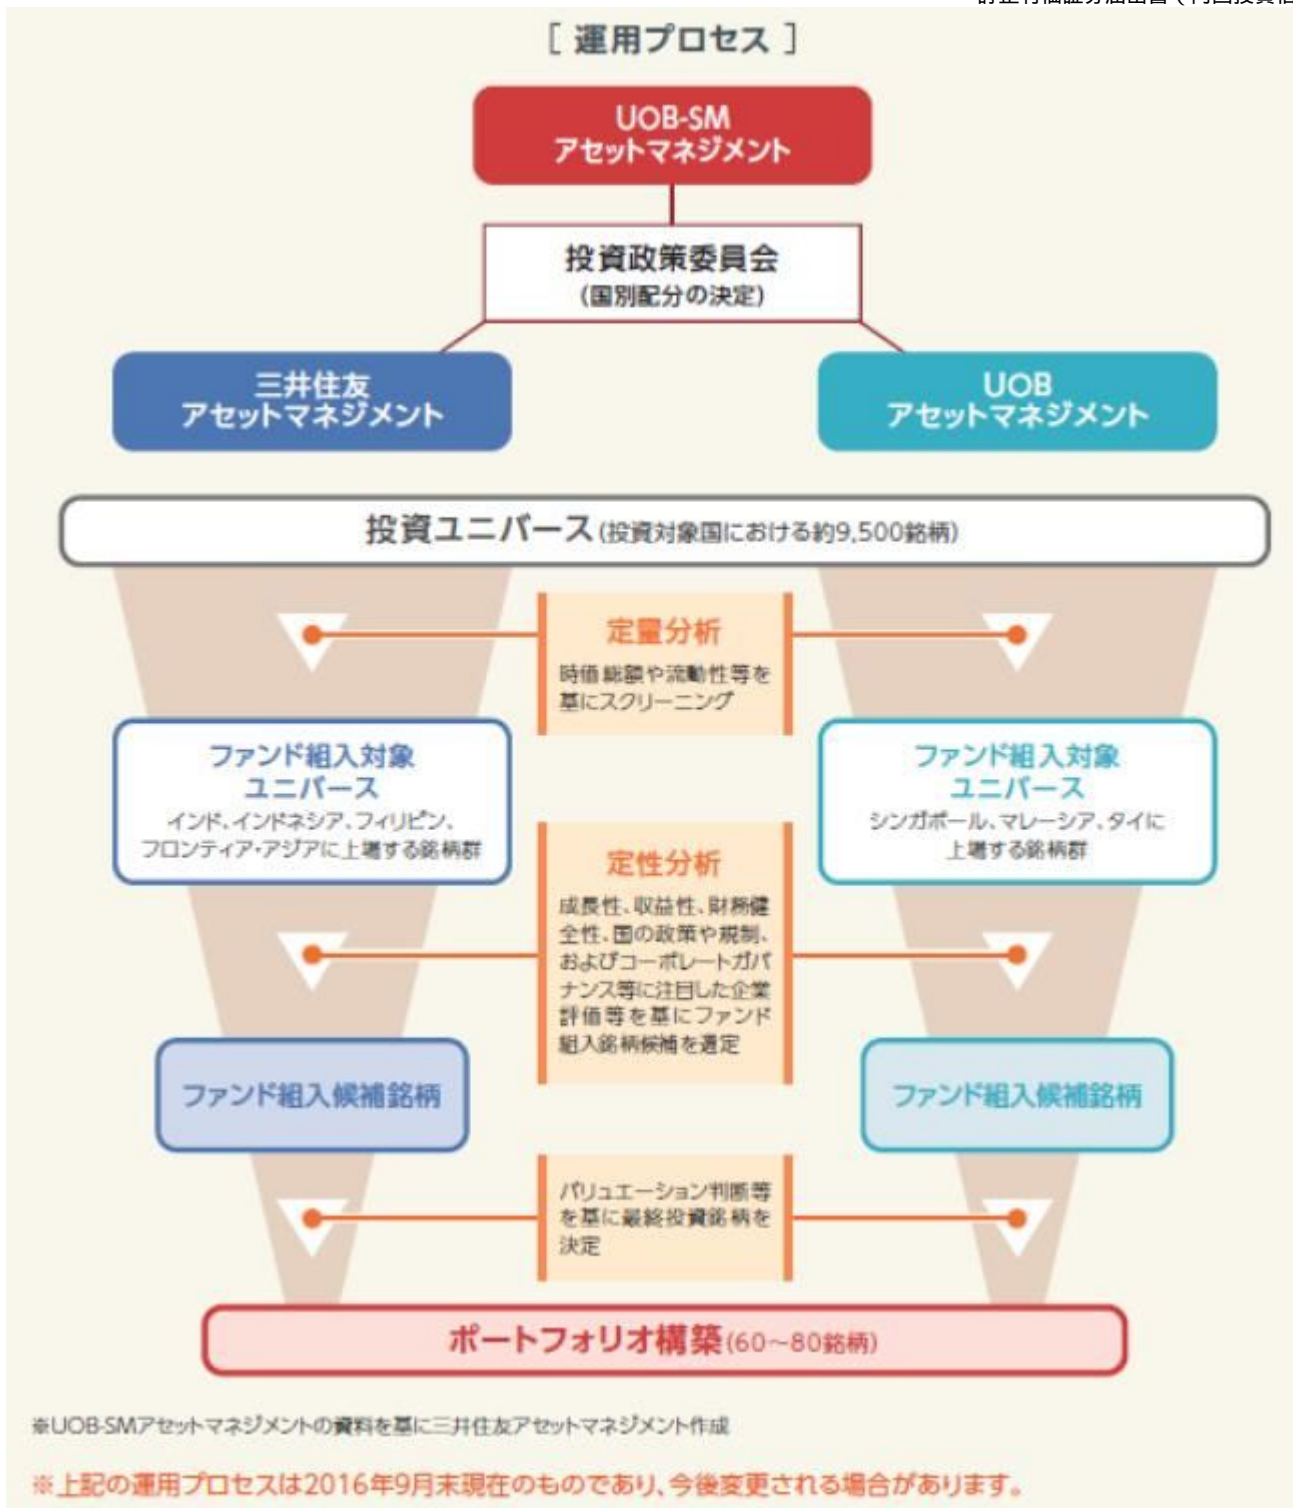 [ 運用プロセス ]
UOB-SM
アセットマネジメント
投資政策委員会
(国別配分の決定)
三井住友
アセットマネジメント
UOB
アセットマネジメント
投資ユニバース(投資対象国における約9,500銘柄)
定量分析
時価総額や流動性等を
基にスクリーニング
ファンド組入対象
ユニバース
インド、インドネシア、フィリピン、
フロンティア・アジアに上場する銘柄群
ファンド組入対象
ユニバース
シンガポール、マレーシア、タイに
上場する銘柄群
定性分析
成長性、収益性、財務健
全性、国の政策や規制、
およびコーポレートガバ
ナンス等に注目した企業
評価等を基にファンド
組入銘柄候補を選定
ファンド組入候補銘柄
ファンド組入候補銘柄
バリュエーション判断等
を基に最終投資銘柄を
決定
ポートフォリオ構築(60～80銘柄)
※UOB-SMアセットマネジメントの資料を基に三井住友アセットマネジメント作成
※上記の運用プロセスは2016年9月末現在のものであり、今後変更される場合があります。